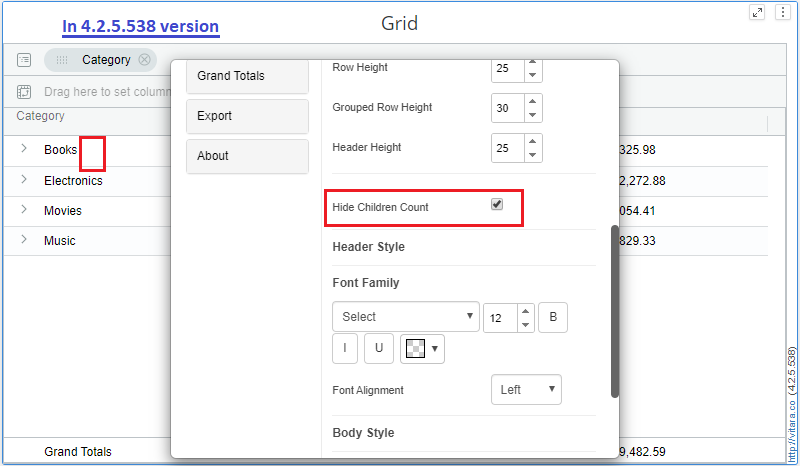 In 4.2.5.538 version
Grid
Category
Drag here to set colum
Category
Books
325.98
Electronics
2,272.88
Movies
054.41
Music
829.33
Grand Totals
9,482.59
Grand Totals
Export
About
Row Height 25
Grouped Row Height 30
Header Height 25
Hide Children Count
Header Style
Font Family
Select 12 B
I U
Font Alignment Left
Body Style
http://vitara.co (4.2.5.538)